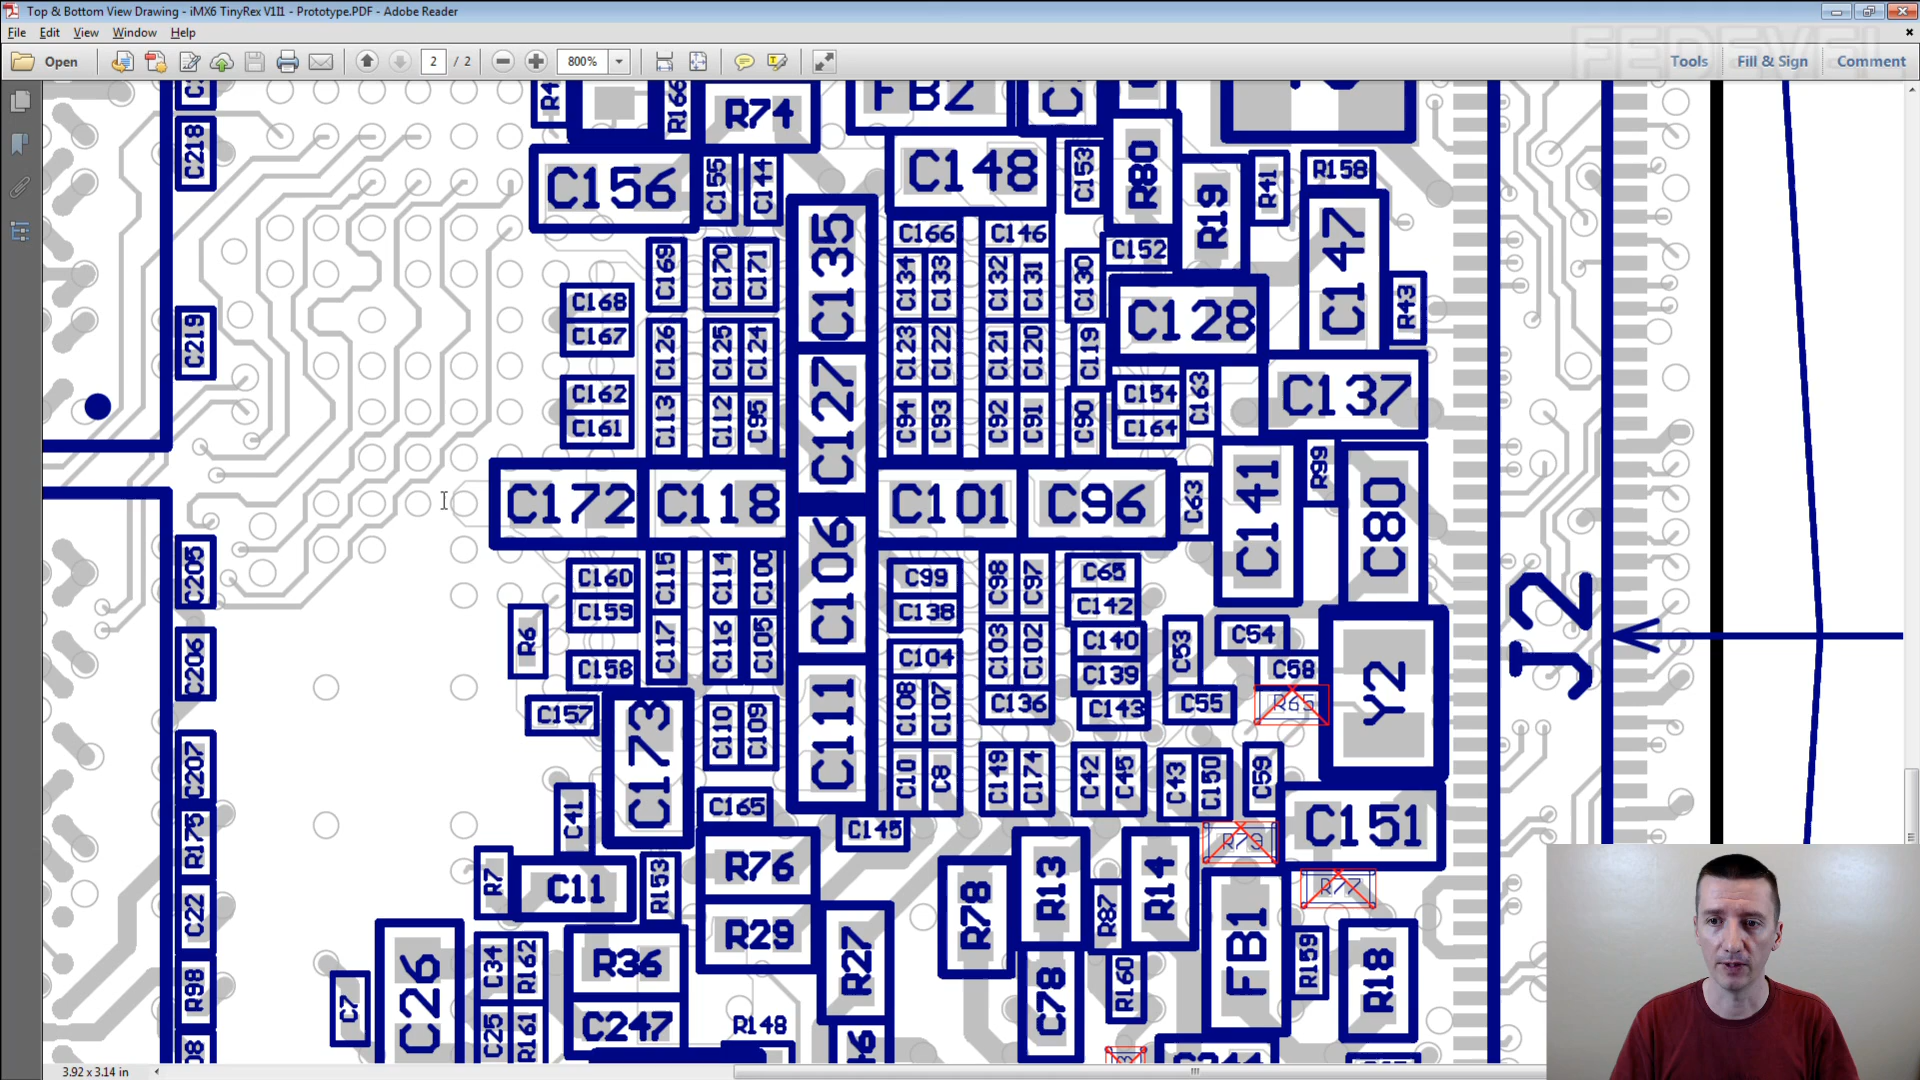 Top & Bottom View Drawing - iMX6 TinyRex V1I1 - Prototype.PDF - Adobe Reader
File Edit View Window Help
Open 2 / 2 800% Tools Fill & Sign Comment
FEDEVEL
R166 R74 FB2
C218 C156 C155 C144 C148 C153 R80 R19 R41 R158
C135 C166 C146 C152 C147
C169 C170 C171 C134 C133 C132 C131 C130 C128 R43
C168
C167
C219 C126 C125 C124 C127 C123 C122 C121 C120 C119
C162 C154 C163 C137
C161 C113 C112 C95 C94 C93 C92 C91 C90 C164
C172 C118 C101 C96 C63 C141 R99 C80
C205 C160 C115 C114 C100 C106 C99 C98 C97 C65
C159 C138 C142
R6 C117 C116 C105 C104 C103 C102 C140 C53 C54 J2
C206 C158 C139 C58 Y2
C157 C173 C110 C109 C111 C108 C107 C136 C143 C55 R65
C207 C10 C8 C149 C174 C42 C45 C43 C150 C59
C41 C165 C145 R79 C151
R175 R7 C11 R153 R76 R78 R13 R87 R14 R77
C22 R29 R27 FB1
R98 C7 C26 C34 R162 R36 C78 R160 R159 R18
C25 R161 C247 R148
3.92 x 3.14 in